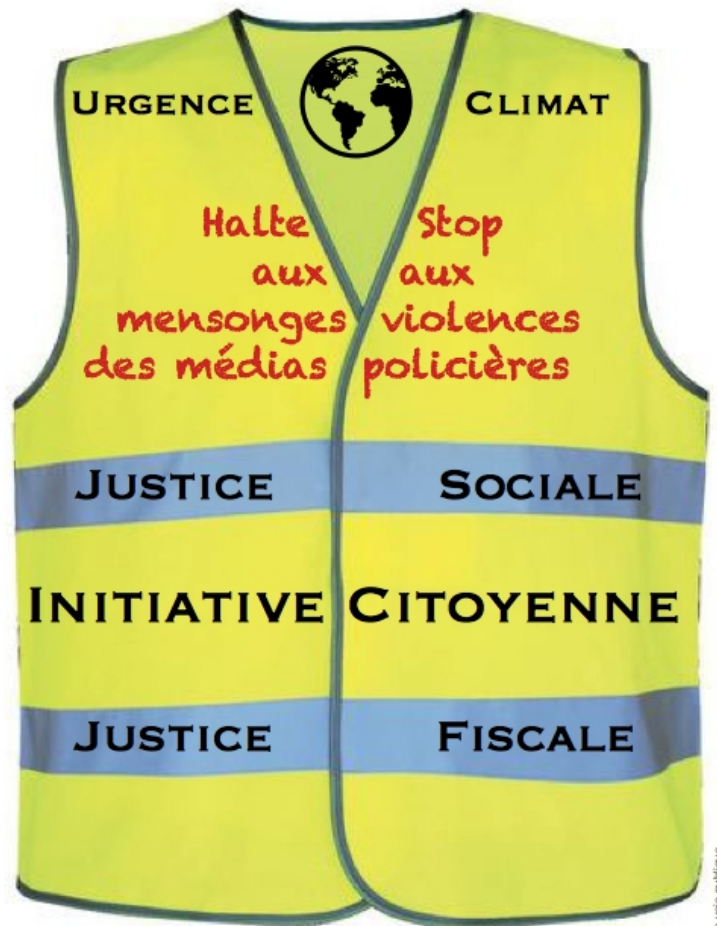 URGENCE CLIMAT
Halte
aux
mensonges
des médias
Stop
aux
violences
policières
JUSTICE SOCIALE
INITIATIVE CITOYENNE
JUSTICE FISCALE